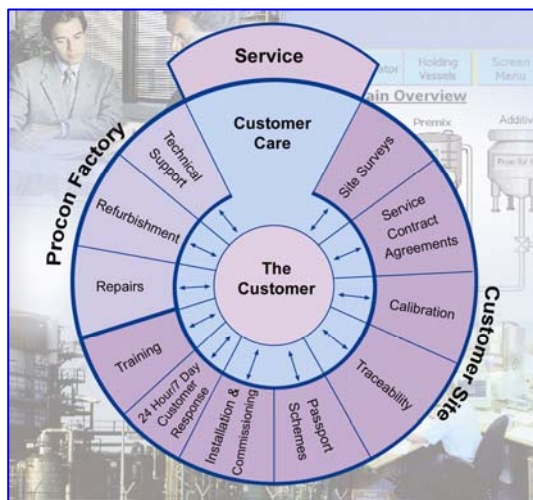 Service
Customer
Care
Procon Factory
Technical
Support
Refurbishment
Repairs
Training
24 Hour/7 Day
Customer
Response
Installation &
Commissioning
Passport
Schemes
Traceability
Calibration
Service
Contract
Agreements
Site Surveys
Customer Site
The
Customer
Holding
Vessels
Screen
Menu
ain Overview
Premix
Additiv